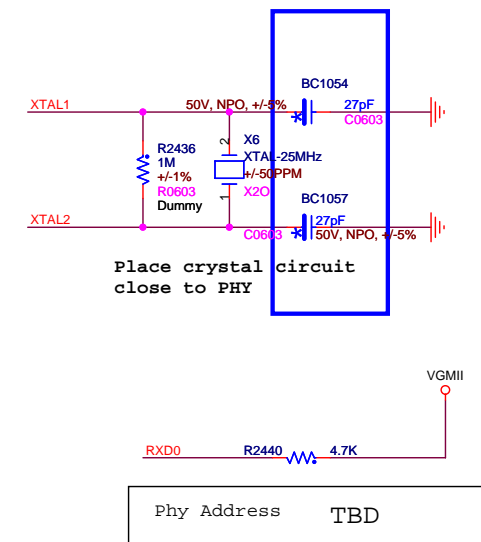 BC1054
XTAL1
50V, NPO, +/-5%
27pF
C0603
R2436
1M
+/-1%
R0603
Dummy
2
X6
XTAL-25MHz
+/-50PPM
1
X2O
BC1057
XTAL2
27pF
C0603
50V, NPO, +/-5%
Place crystal circuit
close to PHY
VGMII
RXD0
R2440
4.7K
Phy Address TBD